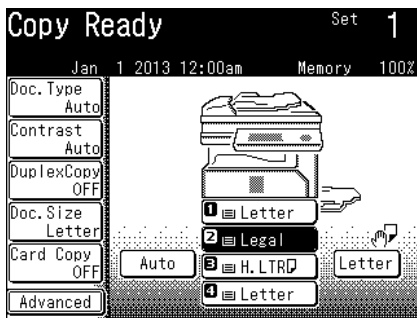 Copy Ready Set 1
Jan 1 2013 12:00am Memory 100%
Doc.Type
Auto
Contrast
Auto
DuplexCopy
OFF
Doc.Size
Letter
Card Copy
OFF
Advanced
Auto
1 Letter
2 Legal
3 H.LTR
4 Letter
Letter